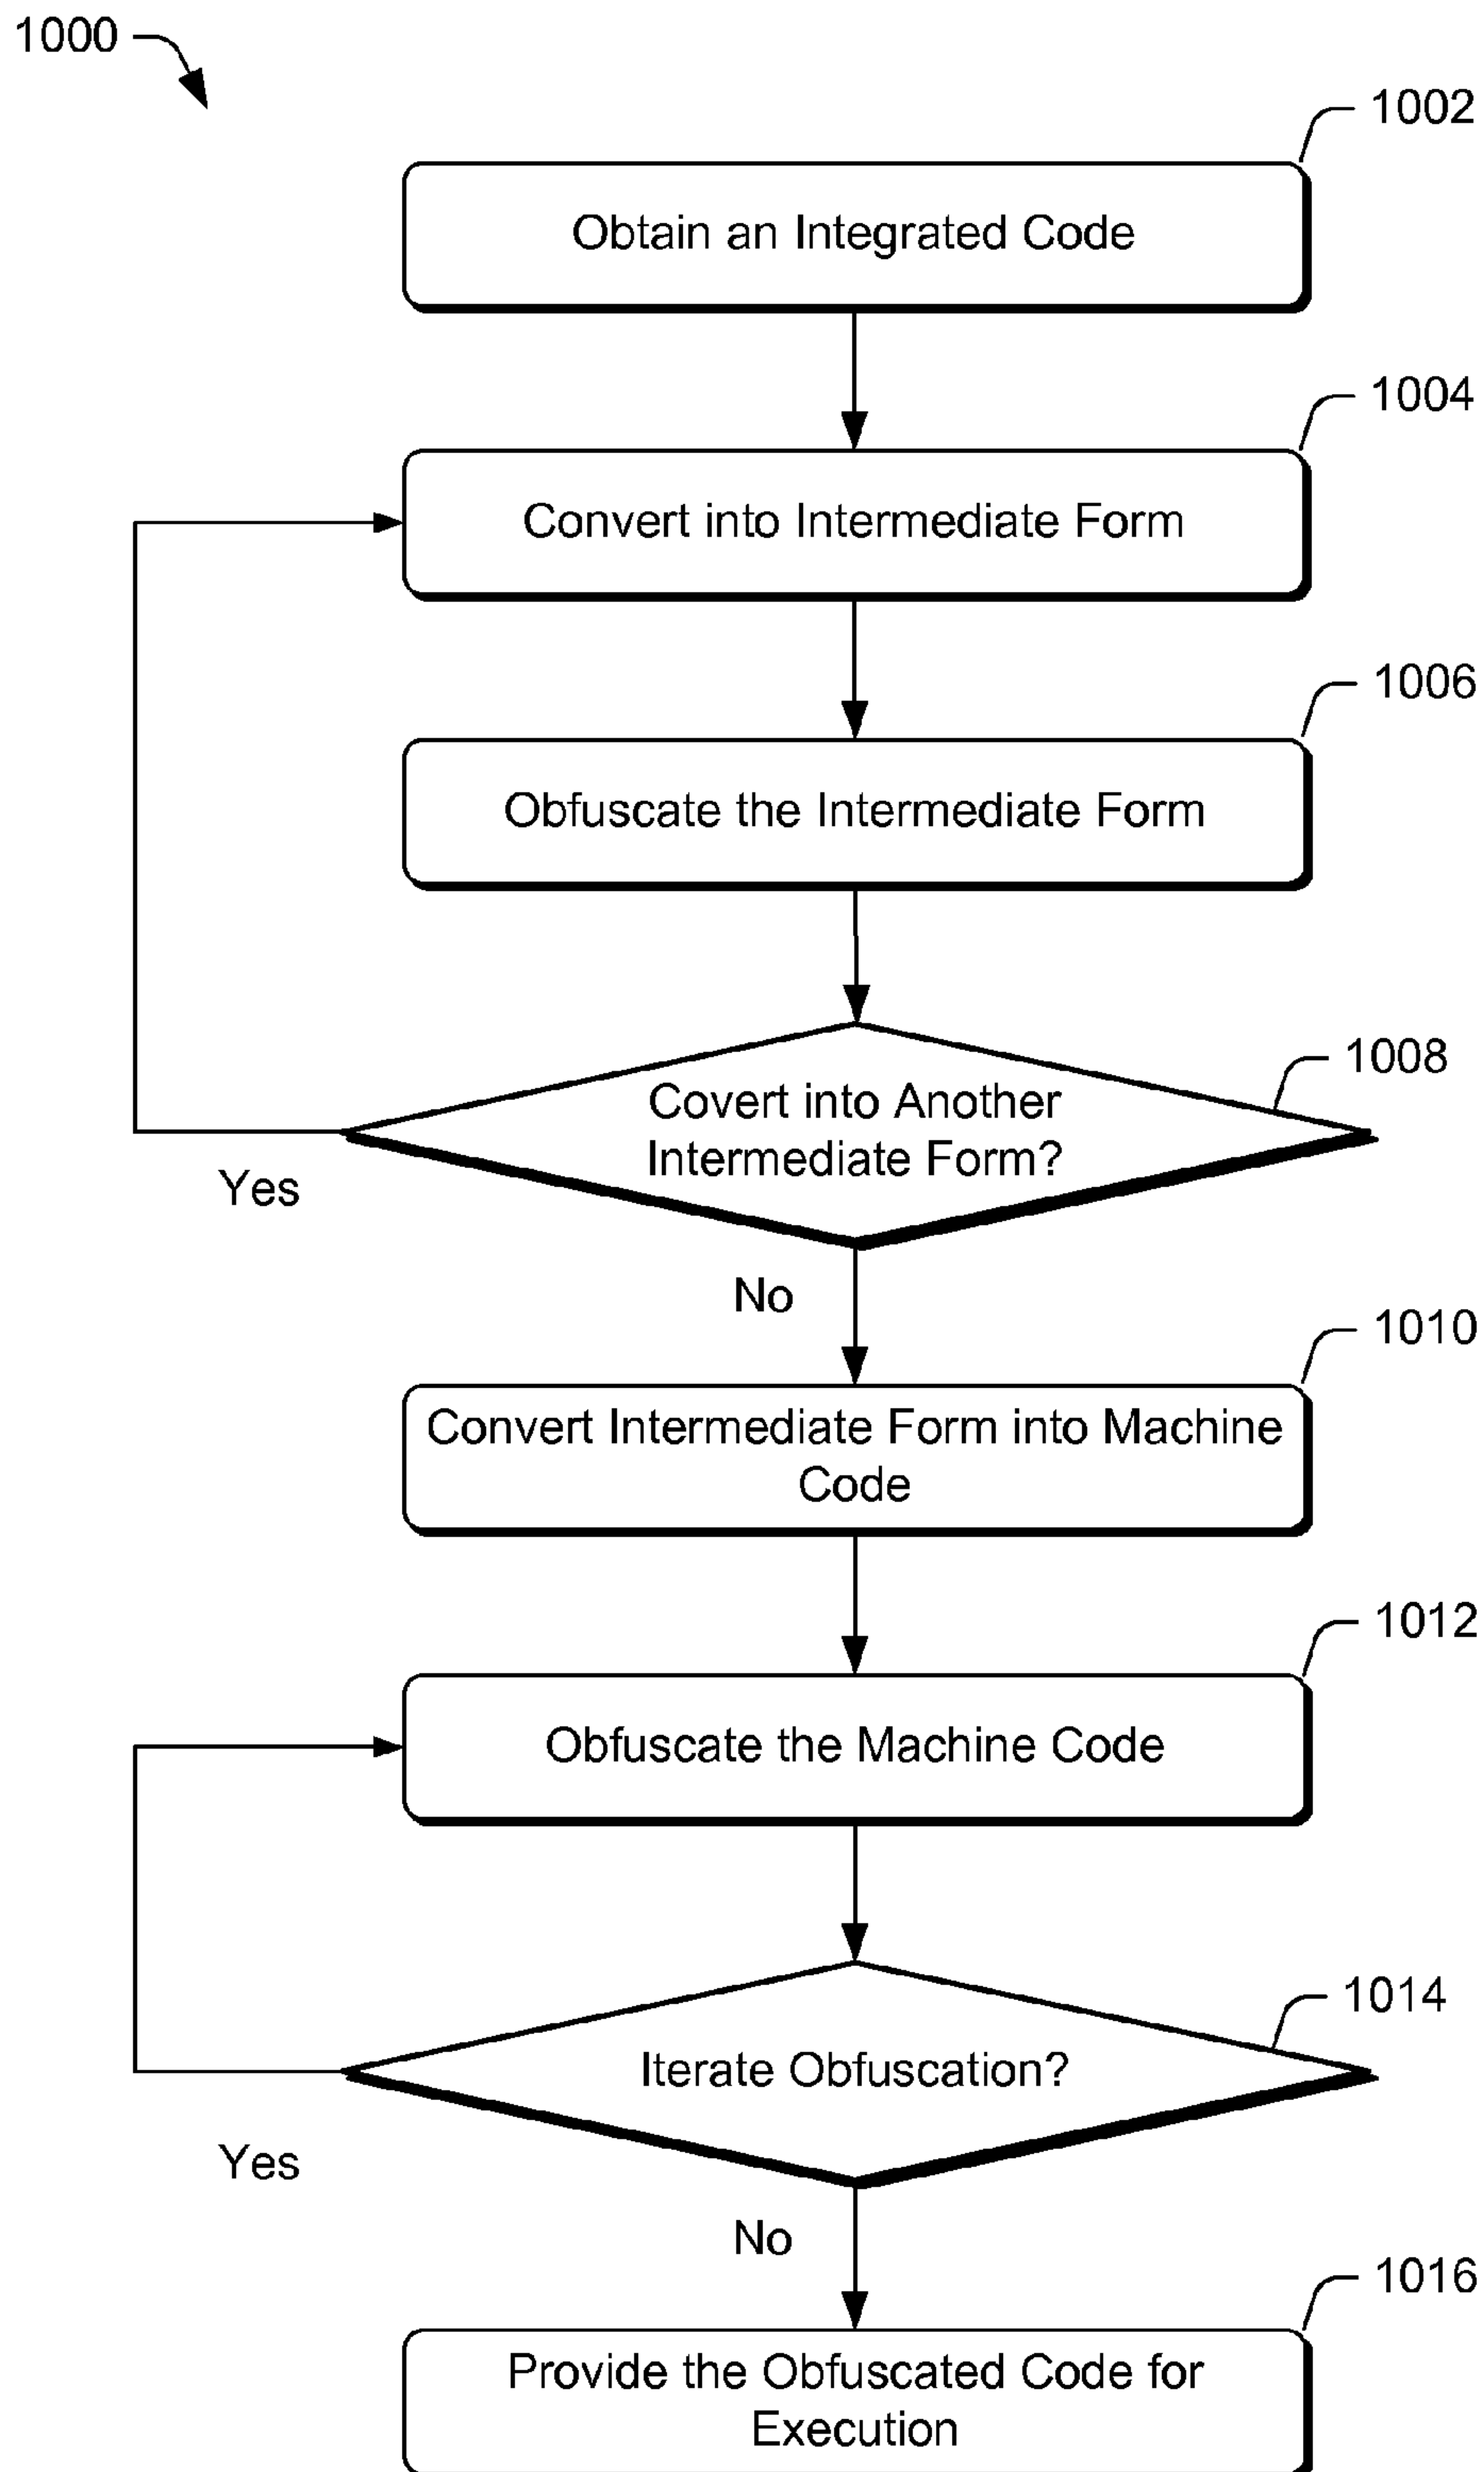 1000
1002
Obtain an Integrated Code
1004
Convert into Intermediate Form
1006
Obfuscate the Intermediate Form
1008
Covert into Another
Intermediate Form?
Yes
No
1010
Convert Intermediate Form into Machine
Code
1012
Obfuscate the Machine Code
1014
Iterate Obfuscation?
Yes
No
1016
Provide the Obfuscated Code for
Execution